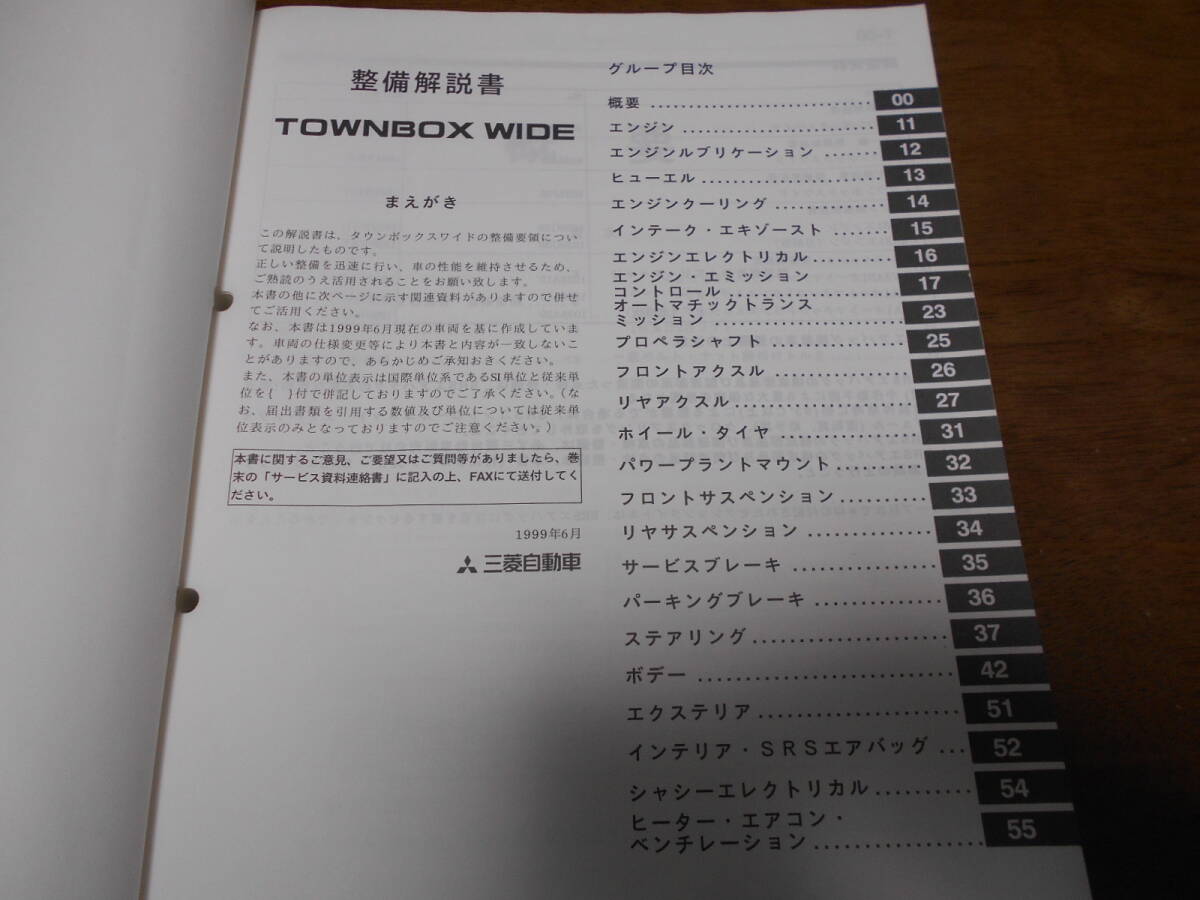 整備解説書
TOWNBOX WIDE
まえがき
この解説書は、タウンボックスワイドの整備要領につい
て説明したものです。
正しい整備を迅速に行い、車の性能を維持させるため、
ご熟読のうえ活用されることをお願い致します。
本書の他に次ページに示す関連資料がありますので併せ
てご活用ください。
なお、本書は1999年6月現在の車両を基に作成していま
す。車両の仕様変更等により本書と内容が一致しないこ
とがありますので、あらかじめご承知おきください。
また、本書の単位表示は国際単位系であるSI単位と従来単
位を{ }付で併記しておりますのでご了承ください。（な
お、届出書類を引用する数値及び単位については従来単
位表示のみとなっておりますのでご注意ください。）
本書に関するご意見、ご要望又はご質問等がありましたら、巻
末の「サービス資料連絡書」に記入の上、FAXにて送付してく
ださい。
1999年6月
三菱自動車
グループ目次
概要 ............................. 00
エンジン ......................... 11
エンジンルブリケーション ....... 12
ヒューエル ....................... 13
エンジンクーリング .............. 14
インテーク・エキゾースト ....... 15
エンジンエレクトリカル .......... 16
エンジン・エミッション
コントロール ..................... 17
オートマチックトランス
ミッション ....................... 23
プロペラシャフト ................ 25
フロントアクスル ................ 26
リヤアクスル ..................... 27
ホイール・タイヤ ................ 31
パワープラントマウント .......... 32
フロントサスペンション .......... 33
リヤサスペンション .............. 34
サービスブレーキ ................ 35
パーキングブレーキ .............. 36
ステアリング ..................... 37
ボデー ........................... 42
エクステリア ..................... 51
インテリア・SRSエアバッグ ... 52
シャシーエレクトリカル .......... 54
ヒーター・エアコン・
ベンチレーション ................ 55